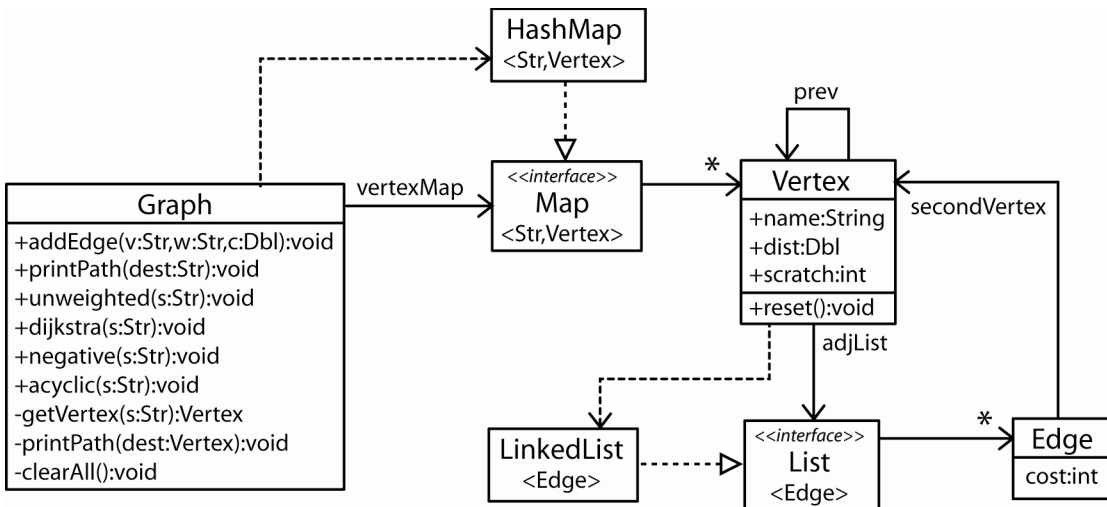 HashMap
<Str,Vertex>
prev
<<interface>>
Map
<Str,Vertex>
*
Vertex
+name:String
+dist:Dbl
+scratch:int
+reset():void
vertexMap
secondVertex
Graph
+addEdge(v:Str,w:Str,c:Dbl):void
+printPath(dest:Str):void
+unweighted(s:Str):void
+dijkstra(s:Str):void
+negative(s:Str):void
+acyclic(s:Str):void
-getVertex(s:Str):Vertex
-printPath(dest:Vertex):void
-clearAll():void
adjList
LinkedList
<Edge>
<<interface>>
List
<Edge>
*
Edge
cost:int